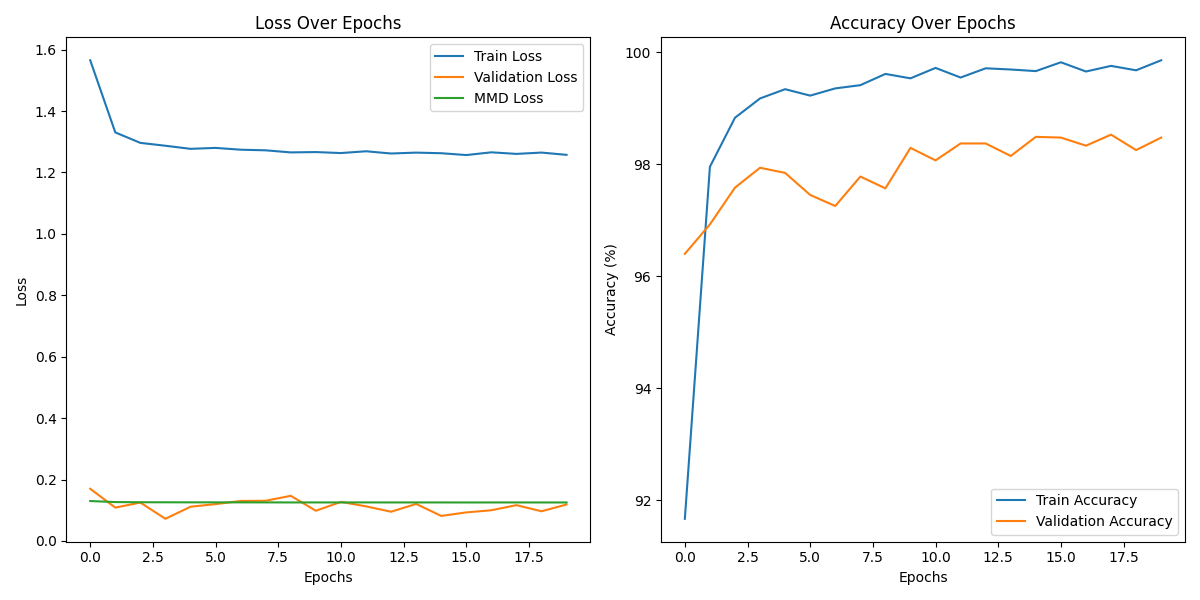 Loss Over Epochs
Train Loss
Validation Loss
MMD Loss
1.6
1.4
1.2
1.0
0.8
0.6
0.4
0.2
0.0
Loss
0.0 2.5 5.0 7.5 10.0 12.5 15.0 17.5
Epochs
Accuracy Over Epochs
100
98
96
94
92
Accuracy (%)
Train Accuracy
Validation Accuracy
0.0 2.5 5.0 7.5 10.0 12.5 15.0 17.5
Epochs